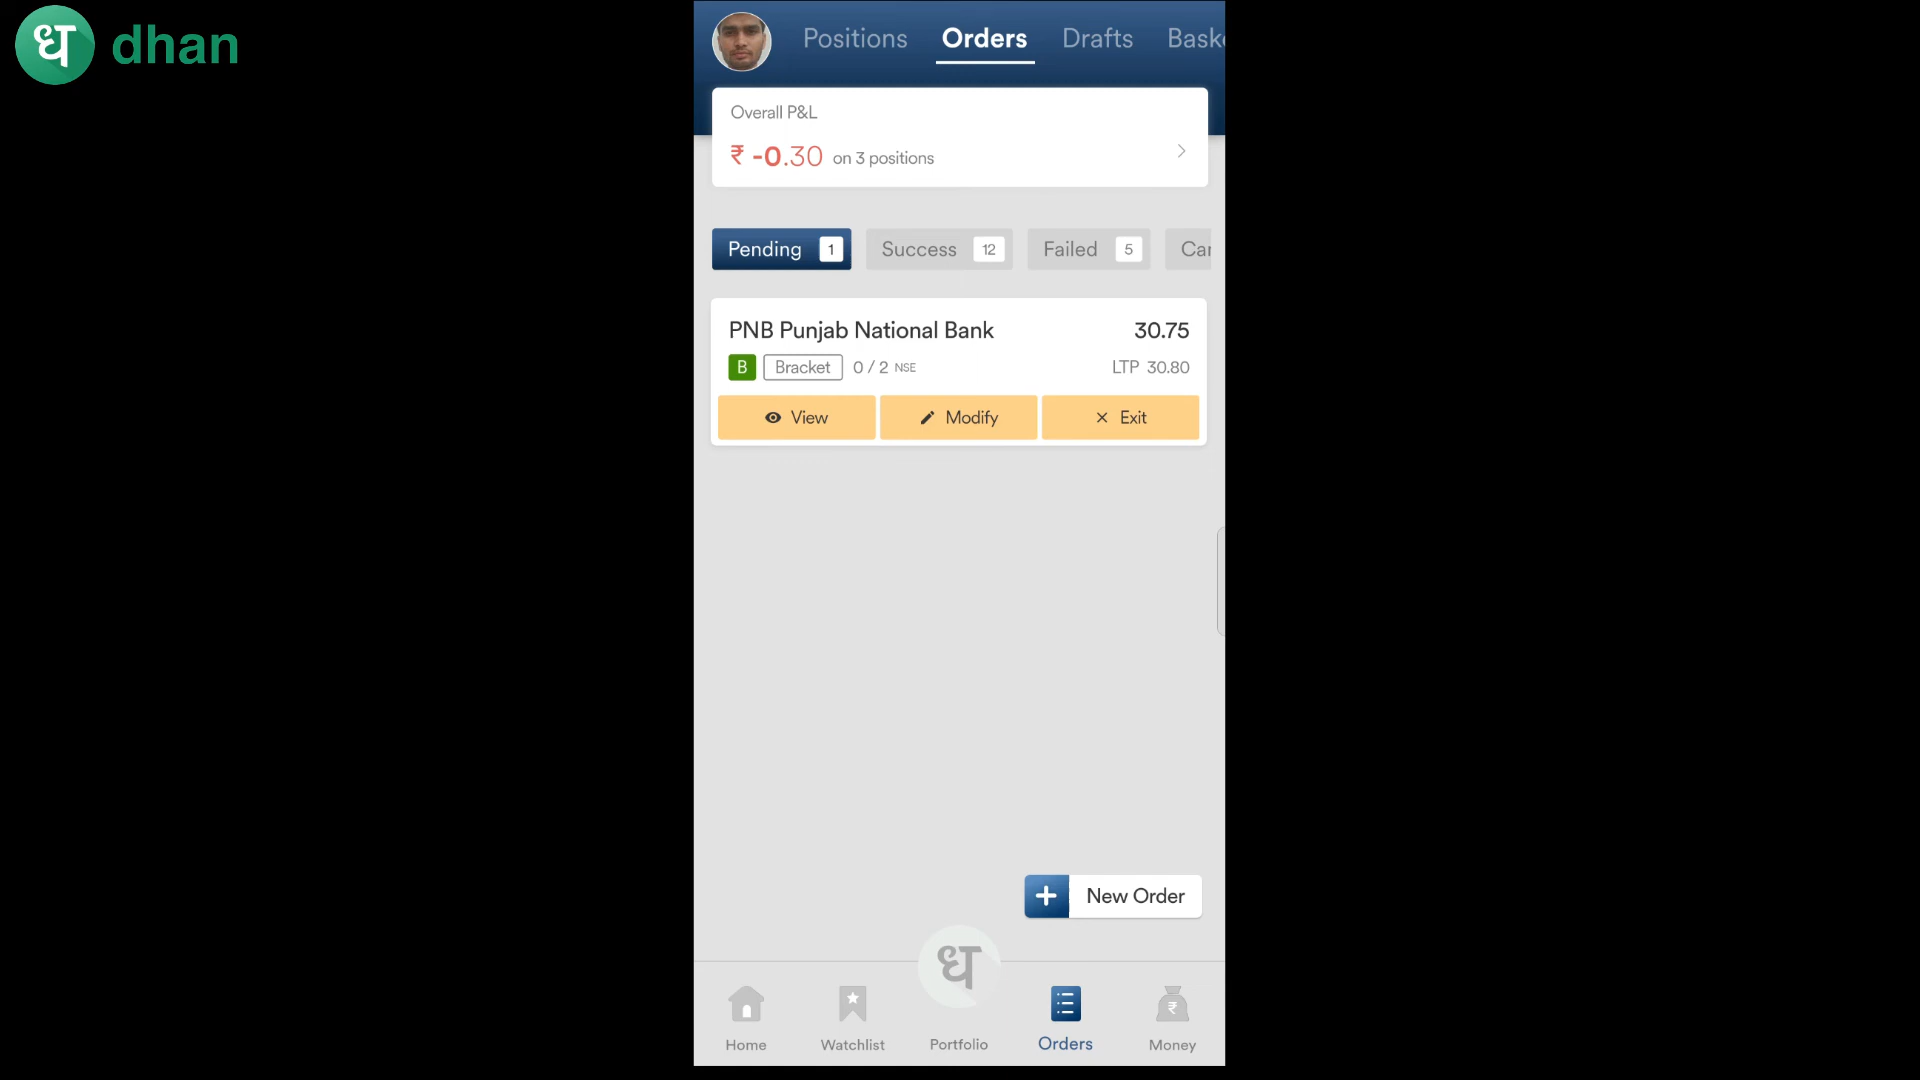 ध dhan
Positions Orders Drafts Bask
Overall P&L
₹ -0.30 on 3 positions
Pending 1 Success 12 Failed 5 Can
PNB Punjab National Bank 30.75
B Bracket 0 / 2 NSE LTP 30.80
View Modify Exit
+ New Order
ध
Home Watchlist Portfolio Orders Money